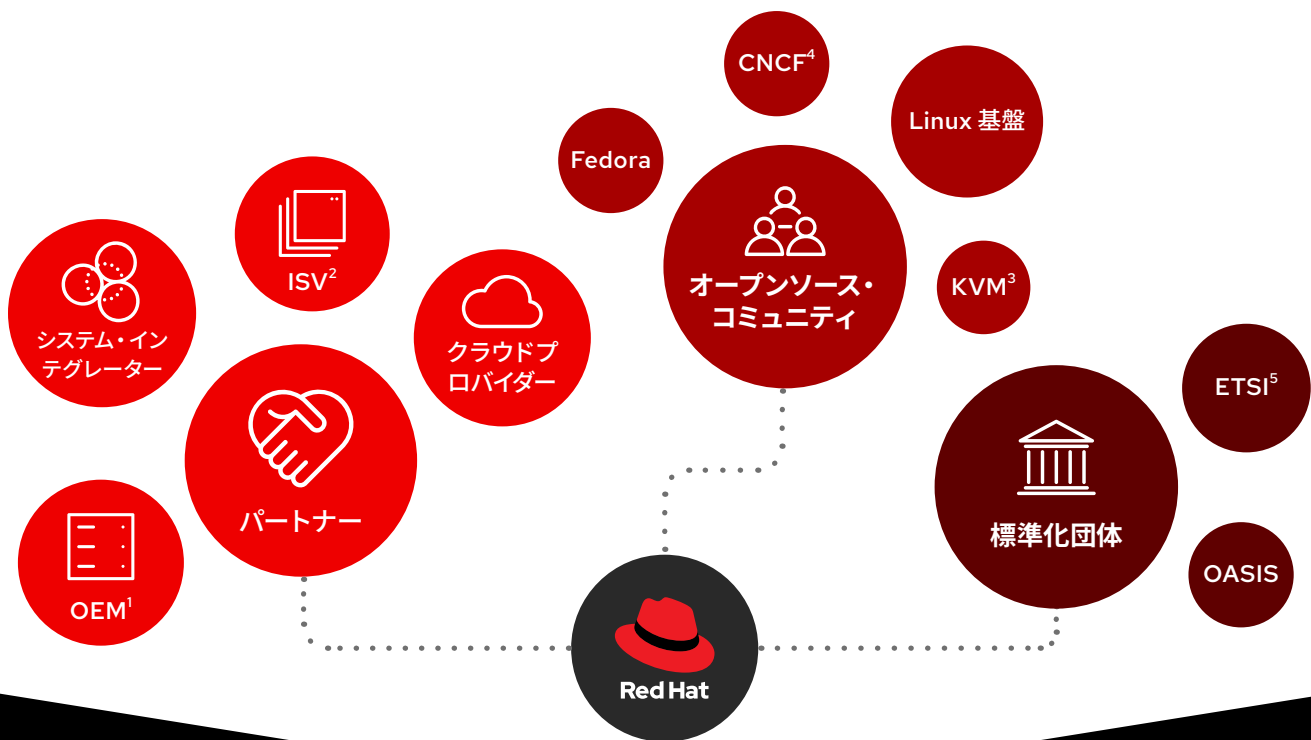 CNCF⁴
Linux 基盤
Fedora
ISV²
オープンソース・
コミュニティ
KVM³
システム・イン
テグレーター
クラウドプ
ロバイダー
ETSI⁵
パートナー
標準化団体
OASIS
OEM¹
Red Hat